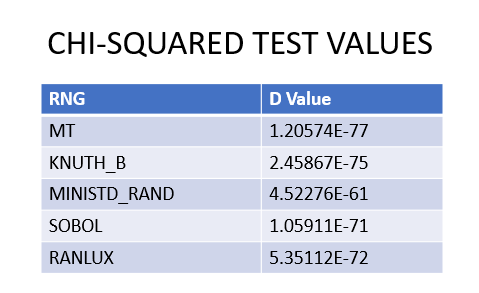 CHI-SQUARED TEST VALUES
RNG D Value
MT 1.20574E-77
KNUTH_B 2.45867E-75
MINISTD_RAND 4.52276E-61
SOBOL 1.05911E-71
RANLUX 5.35112E-72